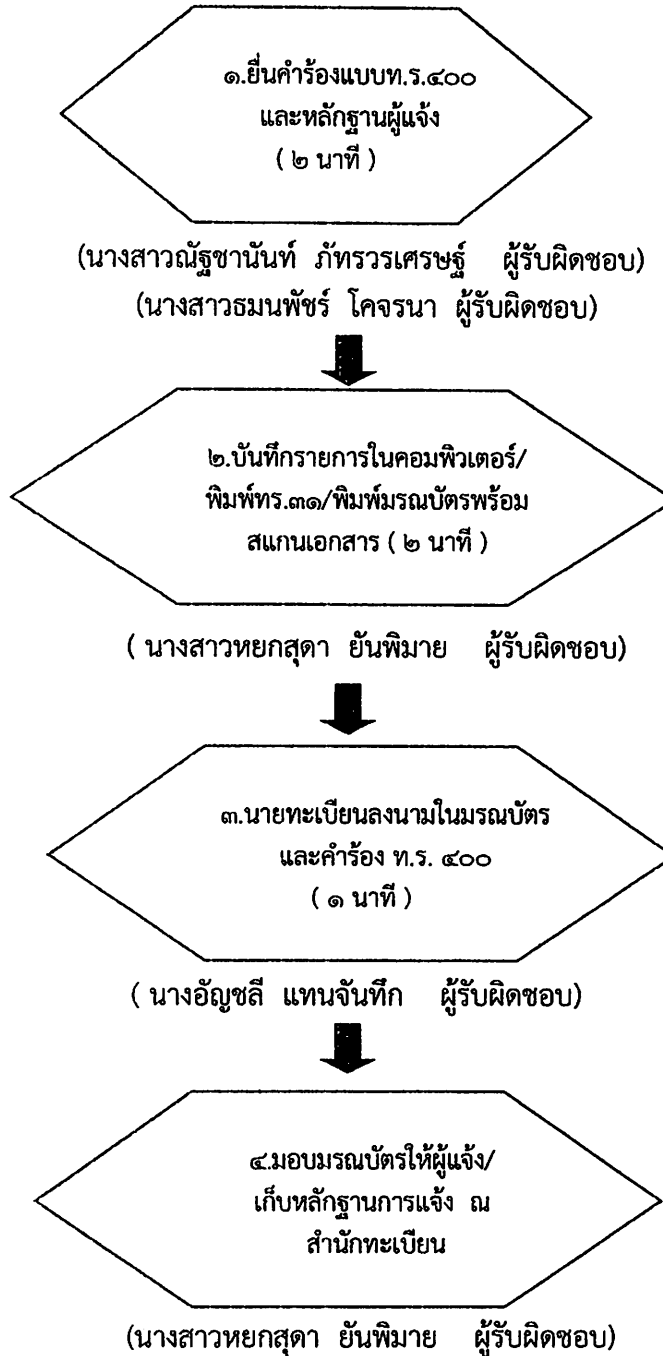 ๑.ยื่นคำร้องแบบท.ร.๔๐๐
และหลักฐานผู้แจ้ง
( ๒ นาที )
(นางสาวณัฐชานันท์ ภัทรวรเศรษฐ์ ผู้รับผิดชอบ)
(นางสาวธมนพัชร์ โคจรนา ผู้รับผิดชอบ)
๒.บันทึกรายการในคอมพิวเตอร์/
พิมพ์ทร.๓๑/พิมพ์มรณบัตรพร้อม
สแกนเอกสาร ( ๒ นาที )
( นางสาวหยกสุดา ยันพิมาย ผู้รับผิดชอบ)
๓.นายทะเบียนลงนามในมรณบัตร
และคำร้อง ท.ร. ๔๐๐
( ๑ นาที )
( นางอัญชลี แทนจันทึก ผู้รับผิดชอบ)
๔.มอบมรณบัตรให้ผู้แจ้ง/
เก็บหลักฐานการแจ้ง ณ
สำนักทะเบียน
(นางสาวหยกสุดา ยันพิมาย ผู้รับผิดชอบ)